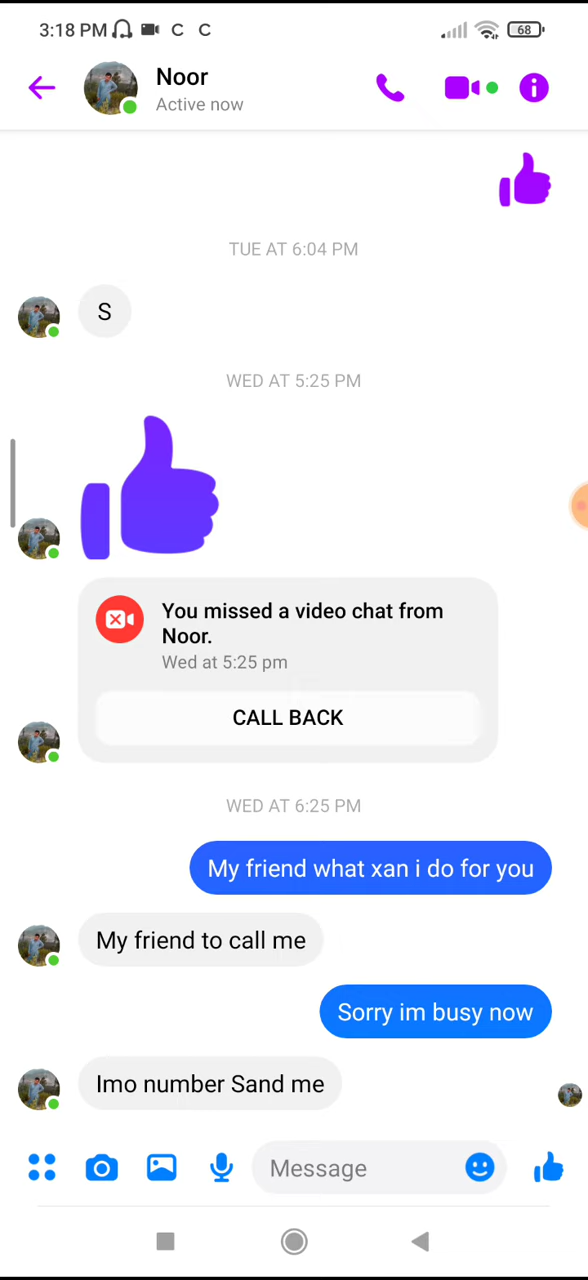 3:18 PM C C 68
Noor
Active now
TUE AT 6:04 PM
S
WED AT 5:25 PM
You missed a video chat from
Noor.
Wed at 5:25 pm
CALL BACK
WED AT 6:25 PM
My friend what xan i do for you
My friend to call me
Sorry im busy now
Imo number Sand me
Message